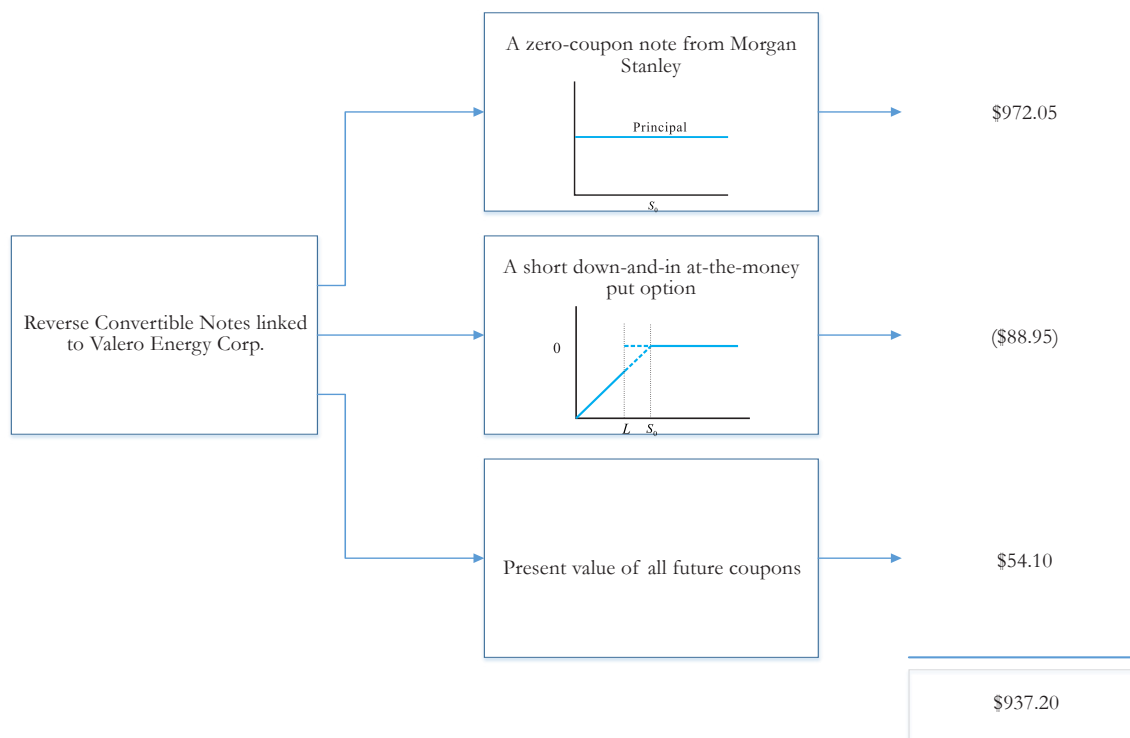 A zero-coupon note from Morgan
Stanley
Principal
S₀
$972.05
Reverse Convertible Notes linked
to Valero Energy Corp.
A short down-and-in at-the-money
put option
0
L S₀
($88.95)
Present value of all future coupons
$54.10
$937.20